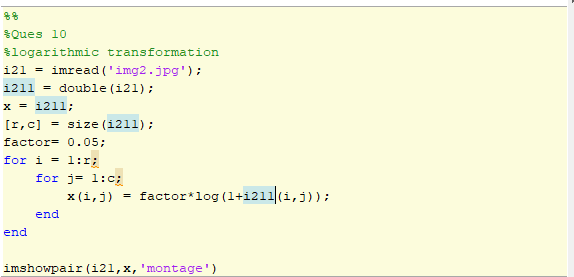 %%
%Ques 10
%logarithmic transformation
i21 = imread('img2.jpg');
i211 = double(i21);
x = i211;
[r,c] = size(i211);
factor= 0.05;
for i = 1:r;
for j= 1:c;
x(i,j) = factor*log(1+i211(i,j));
end
end
imshowpair(i21,x,'montage')